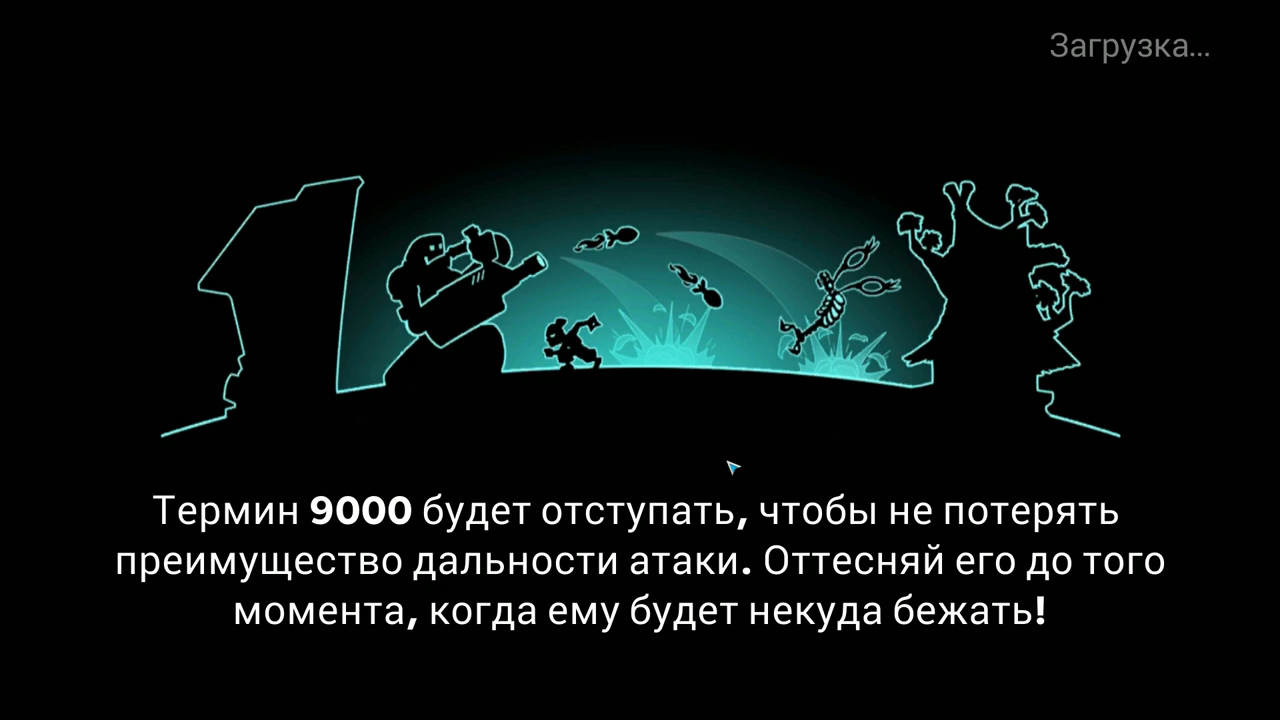 Загрузка...
Термин 9000 будет отступать, чтобы не потерять
преимущество дальности атаки. Оттесняй его до того
момента, когда ему будет некуда бежать!